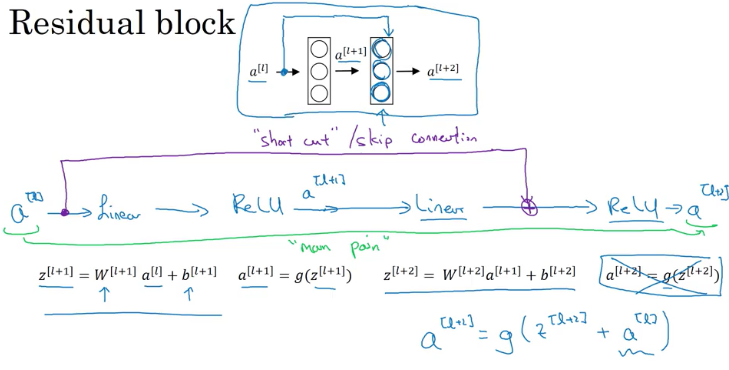 Residual block
a[l] a[l+1] a[l+2]
"short cut" / skip connection
a[l] → Linear → ReLU a[l+1] → Linear → ReLU → a[l+2]
"main path"
z[l+1] = W[l+1] a[l] + b[l+1] a[l+1] = g(z[l+1]) z[l+2] = W[l+2]a[l+1] + b[l+2] a[l+2] = g(z[l+2])
a[l+2] = g(z[l+2] + a[l])